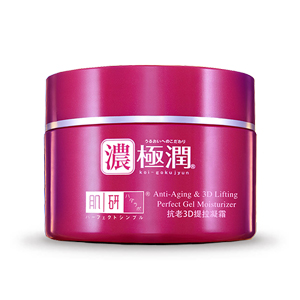 うるおいへのこだわり
koi-gokujyun
濃極潤®
肌研
ハダラボ
パーフェクトシンプル
® Anti-Aging & 3D Lifting
Perfect Gel Moisturizer
抗老3D提拉凝霜